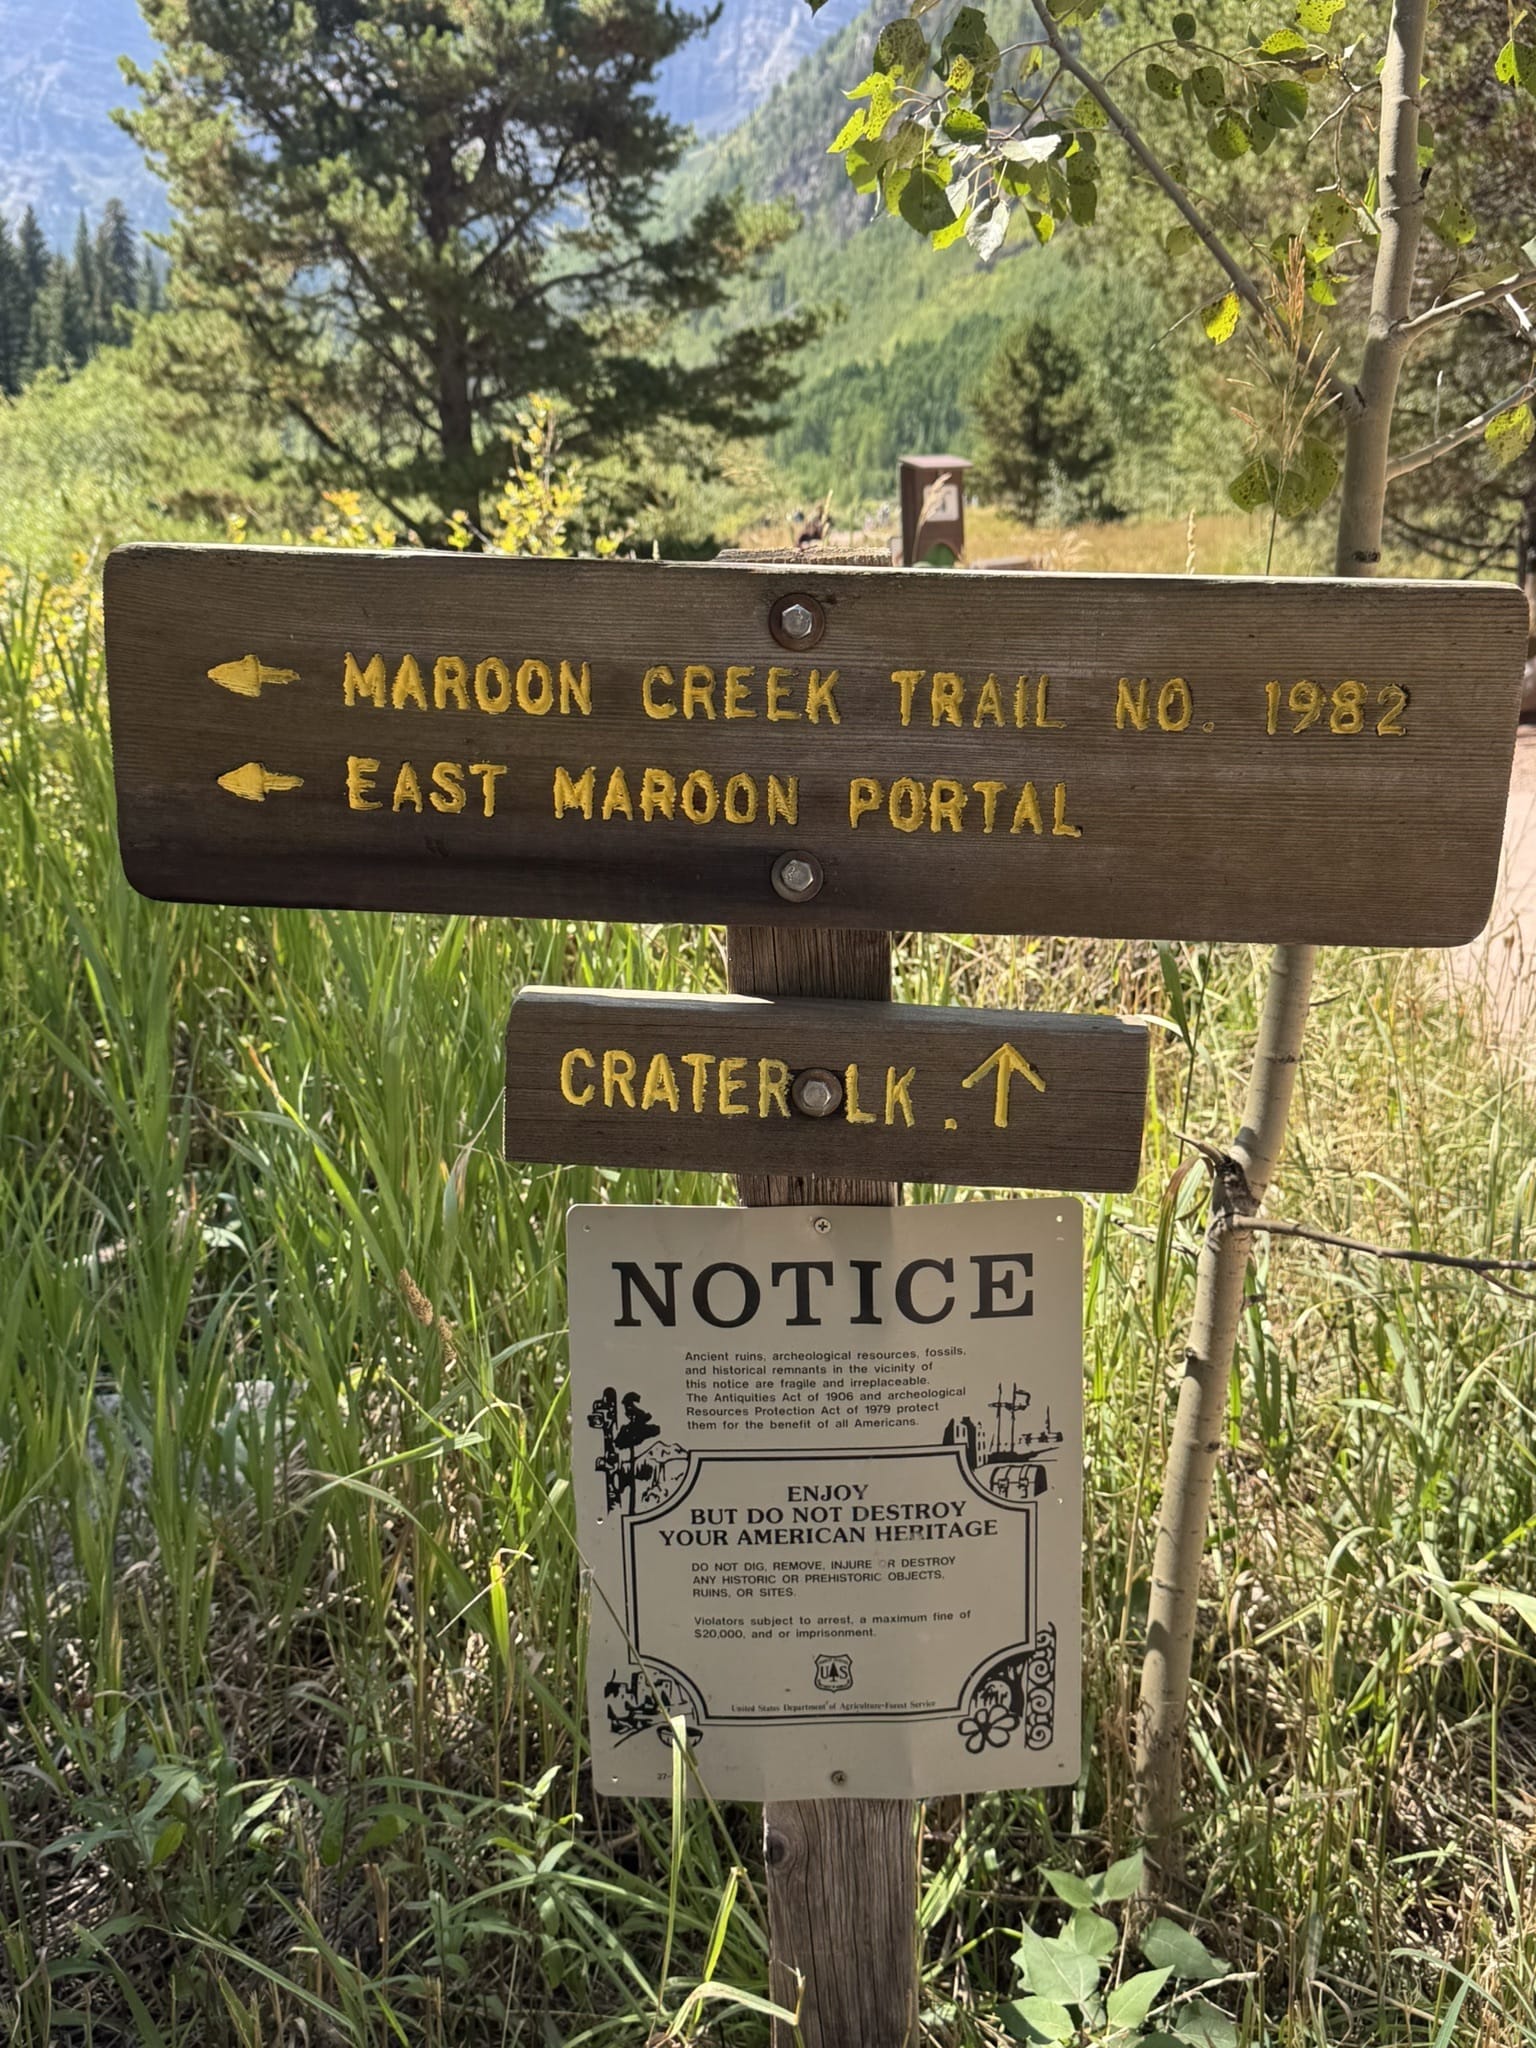 MAROON CREEK TRAIL NO. 1982
EAST MAROON PORTAL
CRATER LK.
NOTICE
Ancient ruins, archeological resources, fossils,
and historical remnants in the vicinity of
this notice are fragile and irreplaceable.
The Antiquities Act of 1906 and archeological
Resources Protection Act of 1979 protect
them for the benefit of all Americans.
ENJOY
BUT DO NOT DESTROY
YOUR AMERICAN HERITAGE
DO NOT DIG, REMOVE, INJURE OR DESTROY
ANY HISTORIC OR PREHISTORIC OBJECTS,
RUINS, OR SITES.
Violators subject to arrest, a maximum fine of
$20,000, and or imprisonment.
U S
United States Department of Agriculture-Forest Service